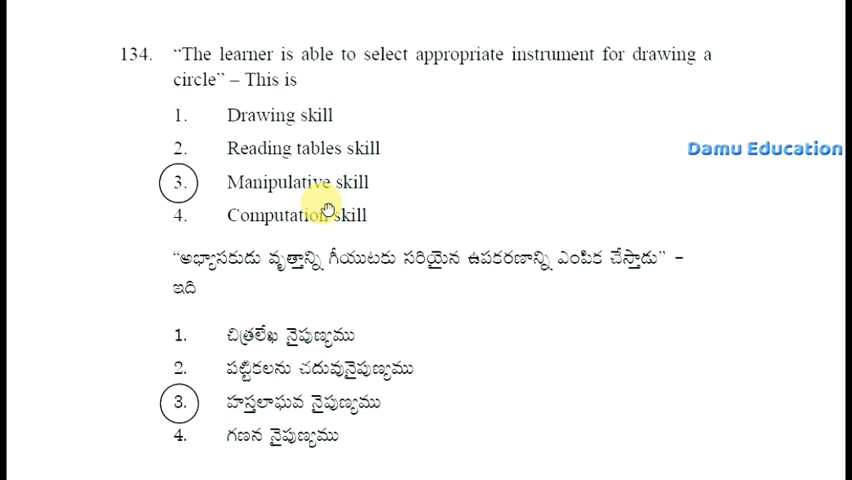 134. “The learner is able to select appropriate instrument for drawing a
circle” – This is
1. Drawing skill
2. Reading tables skill
Damu Education
3. Manipulative skill
4. Computation skill
“అభ్యాసకుడు వృత్తాన్ని గీయుటకు సరియైన ఉపకరణాన్ని ఎంపిక చేస్తాడు” –
ఇది
1. చిత్రలేఖ నైపుణ్యము
2. పట్టికలను చదువునైపుణ్యము
3. హస్తలాఘవ నైపుణ్యము
4. గణన నైపుణ్యము